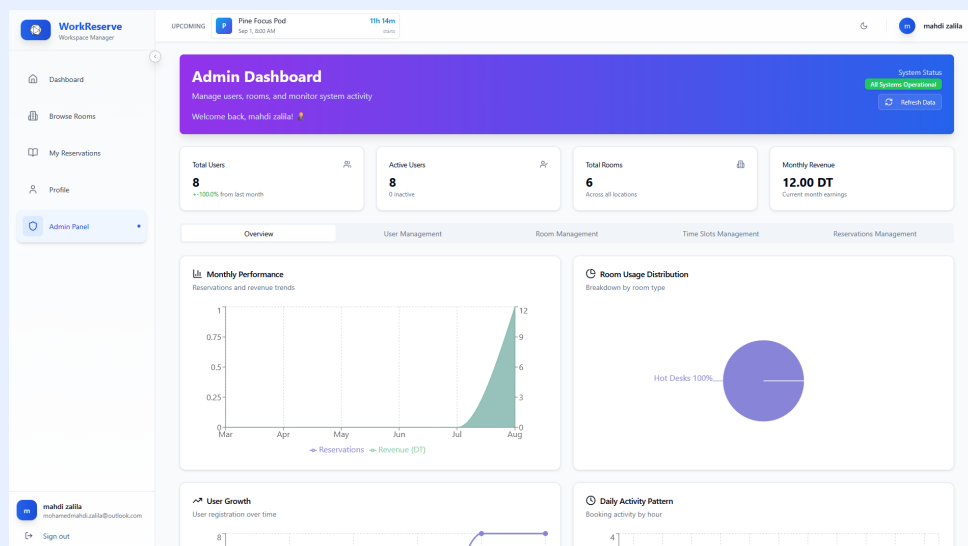 WorkReserve
Workspace Manager
UPCOMING
P
Pine Focus Pod
Sep 1, 8:00 AM
11h 14m
starts
m
mahdi zalila
Dashboard
Browse Rooms
My Reservations
Profile
Admin Panel
Admin Dashboard
Manage users, rooms, and monitor system activity
Welcome back, mahdi zalila!
System Status
All Systems Operational
Refresh Data
Total Users
8
+-100.0% from last month
Active Users
8
0 inactive
Total Rooms
6
Across all locations
Monthly Revenue
12.00 DT
Current month earnings
Overview
User Management
Room Management
Time Slots Management
Reservations Management
Monthly Performance
Reservations and revenue trends
1
0.75
0.5
0.25
0
12
9
6
3
0
Mar
Apr
May
Jun
Jul
Aug
Reservations
Revenue (DT)
Room Usage Distribution
Breakdown by room type
Hot Desks 100%
User Growth
User registration over time
8
Daily Activity Pattern
Booking activity by hour
4
m
mahdi zalila
mohamedmahdi.zalila@outlook.com
Sign out